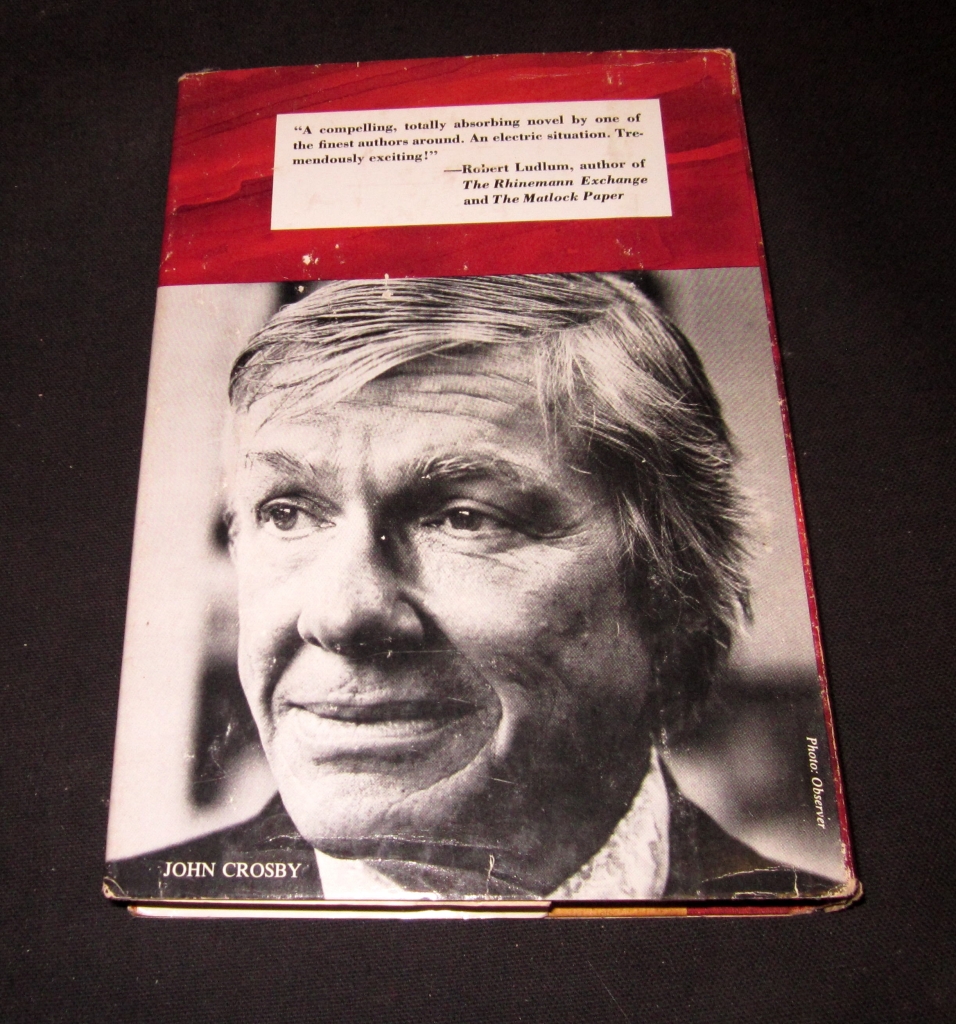 “A compelling, totally absorbing novel by one of
the finest authors around. An electric situation. Tre-
mendously exciting!”
—Robert Ludlum, author of
The Rhinemann Exchange
and The Matlock Paper
Photo: Observer
JOHN CROSBY